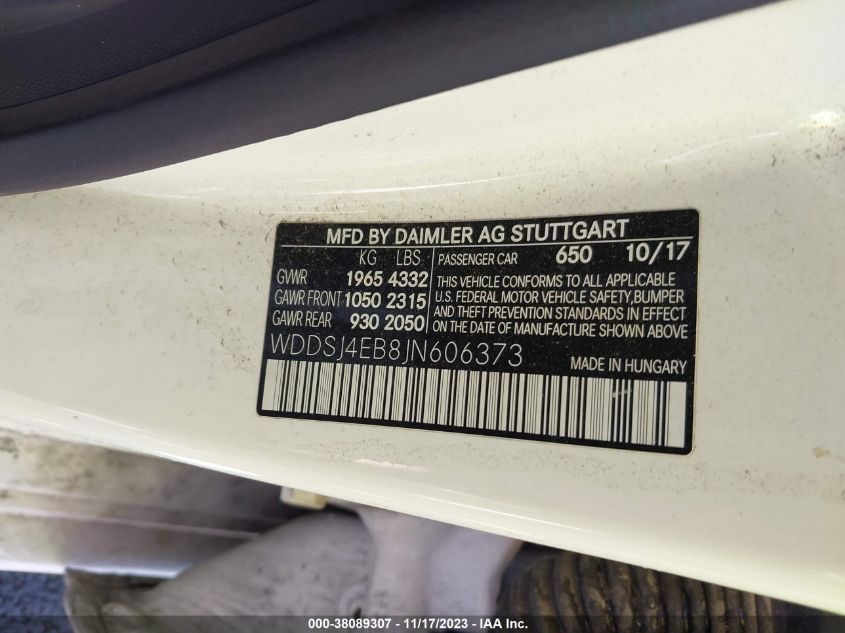 MFD BY DAIMLER AG STUTTGART
KG LBS
GVWR 1965 4332
GAWR FRONT 1050 2315
GAWR REAR 930 2050
PASSENGER CAR 650 10/17
THIS VEHICLE CONFORMS TO ALL APPLICABLE
U.S. FEDERAL MOTOR VEHICLE SAFETY,BUMPER
AND THEFT PREVENTION STANDARDS IN EFFECT
ON THE DATE OF MANUFACTURE SHOWN ABOVE
WDDSJ4EB8JN606373
MADE IN HUNGARY
000-38089307 - 11/17/2023 - IAA Inc.